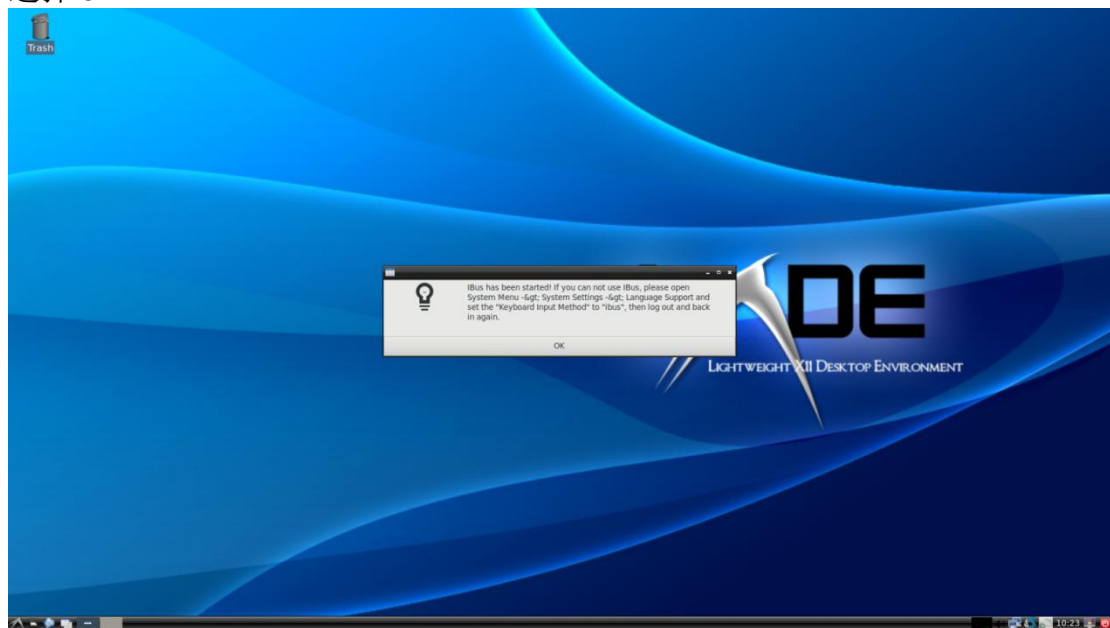 Trash
IBus has been started! If you can not use IBus, please open
System Menu -&gt; System Settings -&gt; Language Support and
set the "Keyboard Input Method" to "ibus", then log out and back
in again.
OK
DE
LIGHTWEIGHT X11 DESKTOP ENVIRONMENT
10:23